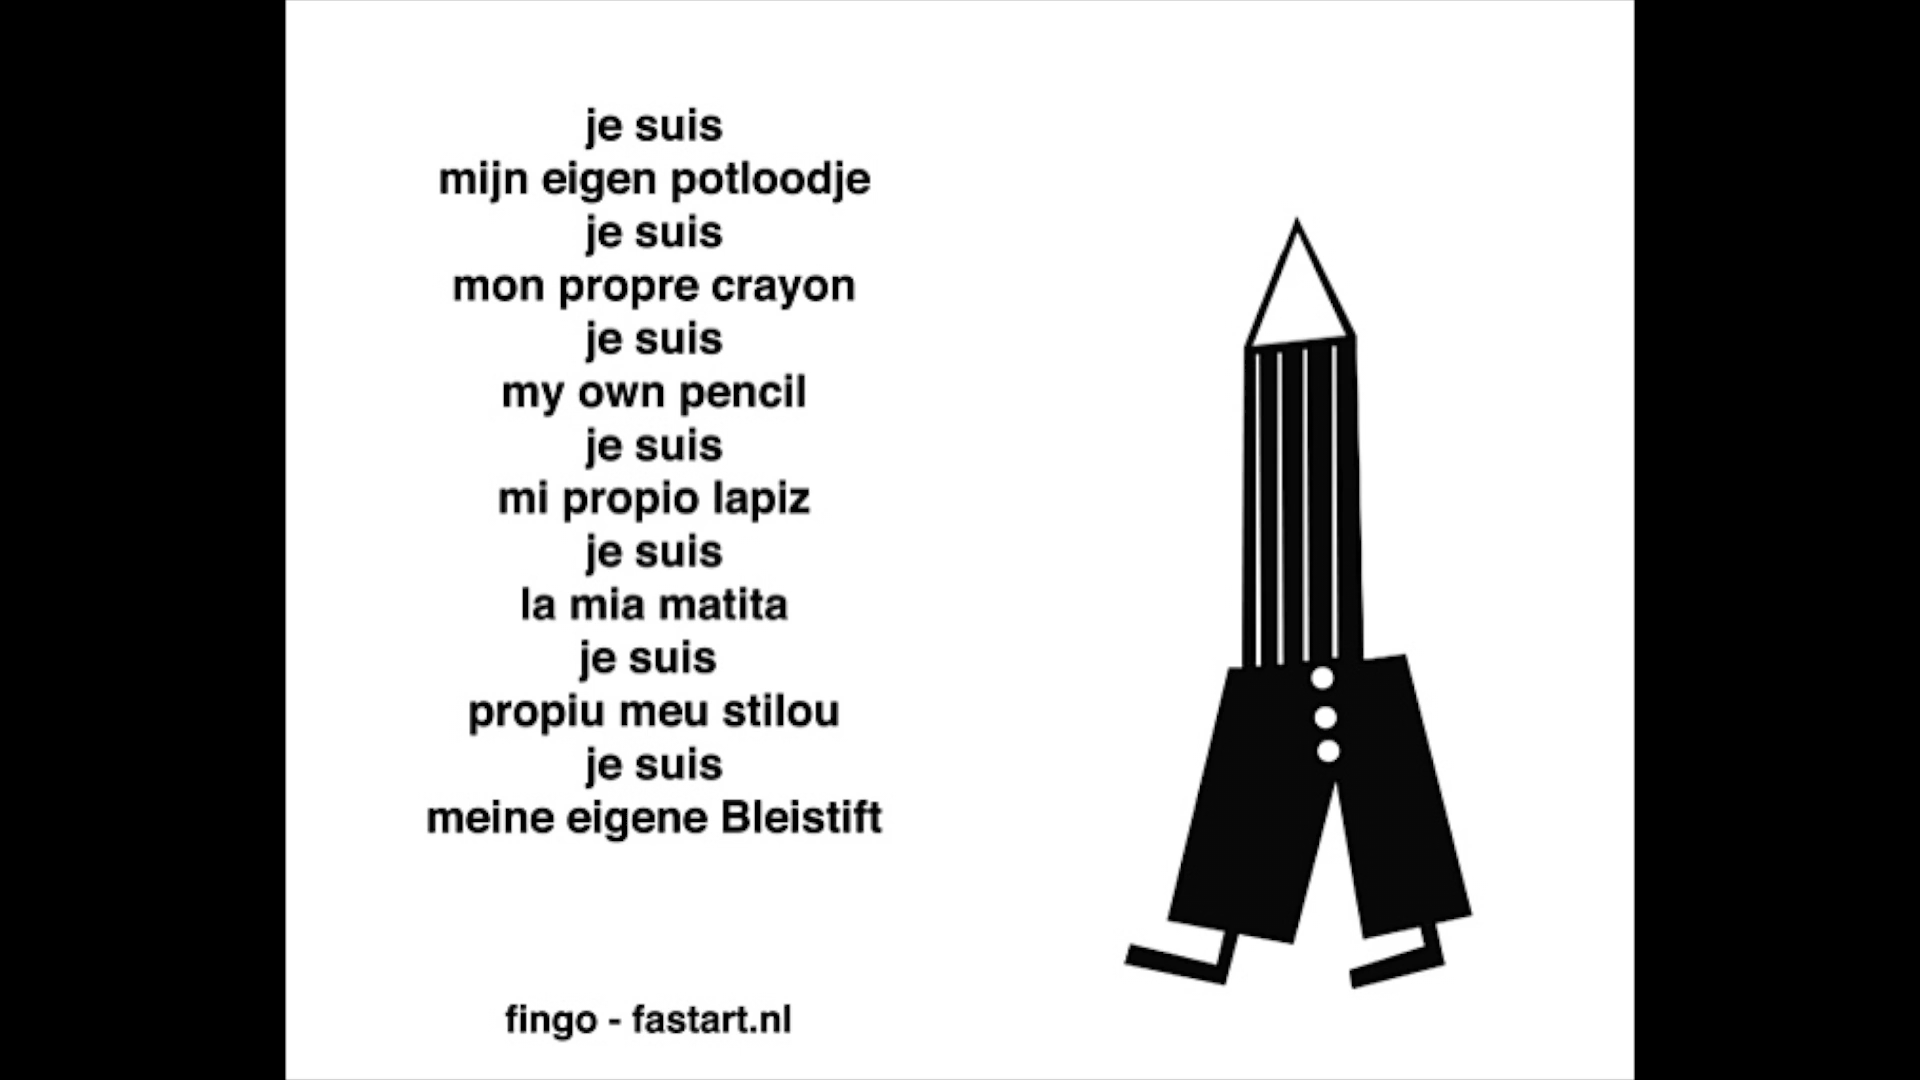 je suis
mijn eigen potloodje
je suis
mon propre crayon
je suis
my own pencil
je suis
mi propio lapiz
je suis
la mia matita
je suis
propiu meu stilou
je suis
meine eigene Bleistift
fingo - fastart.nl